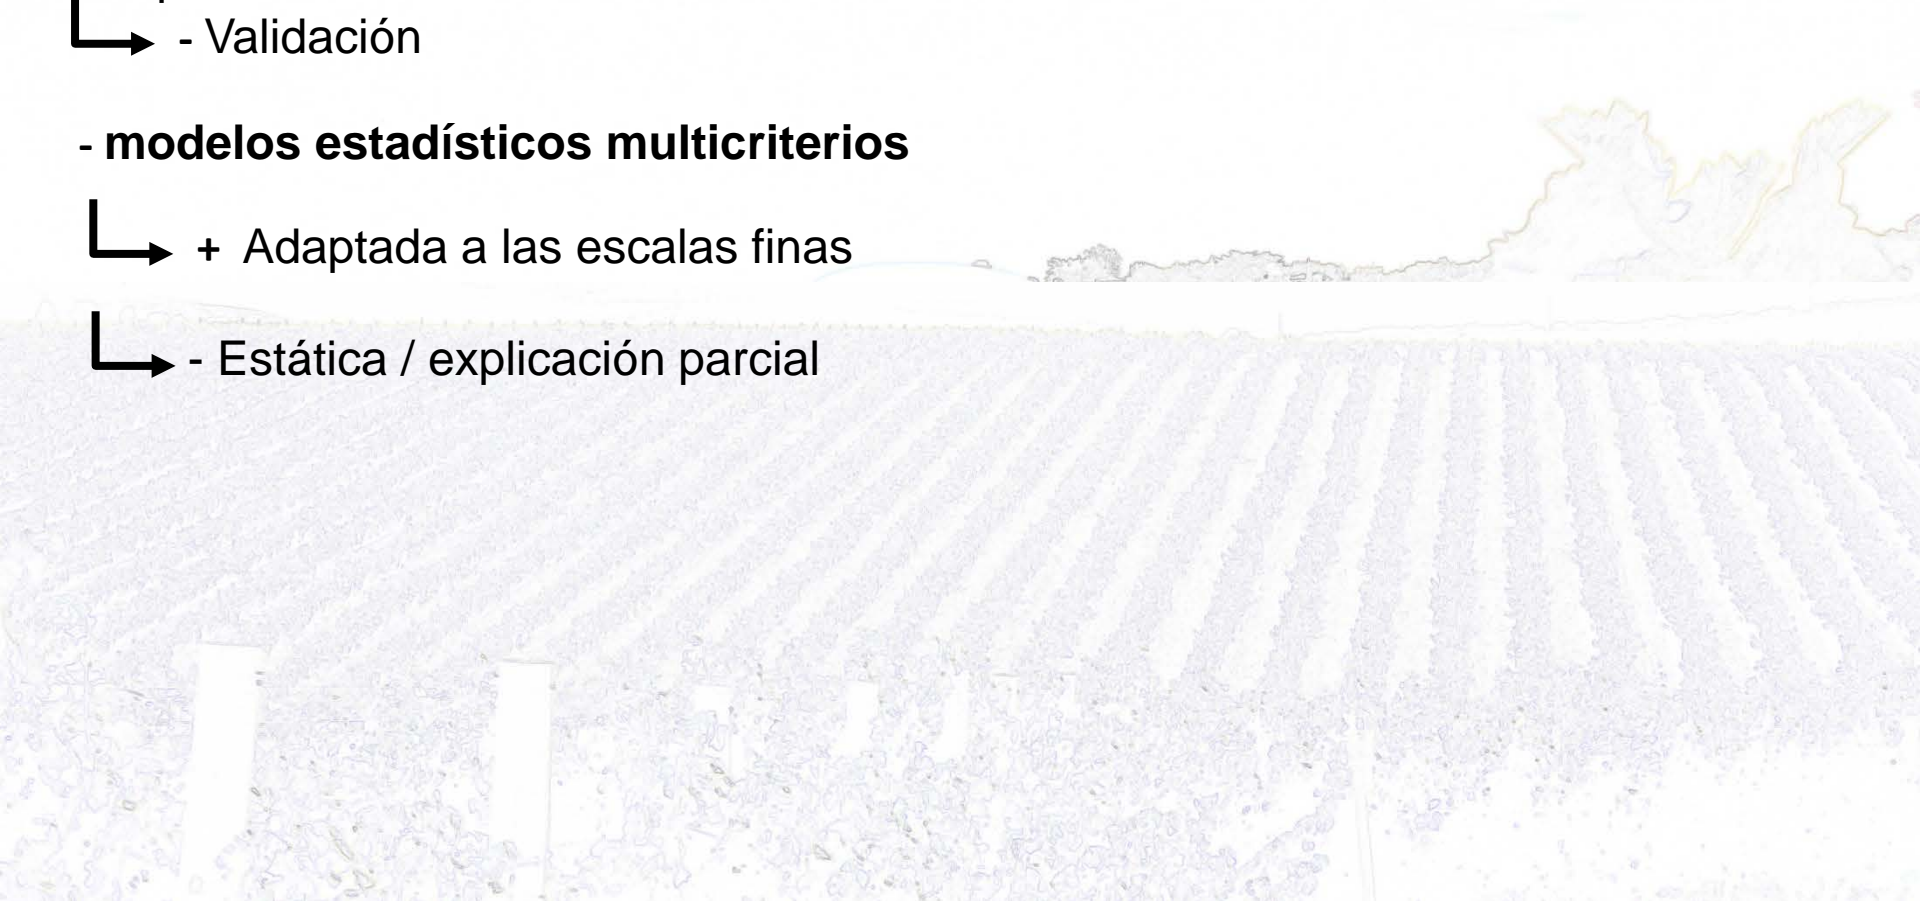 - Validación
- modelos estadísticos multicriterios
+ Adaptada a las escalas finas
- Estática / explicación parcial